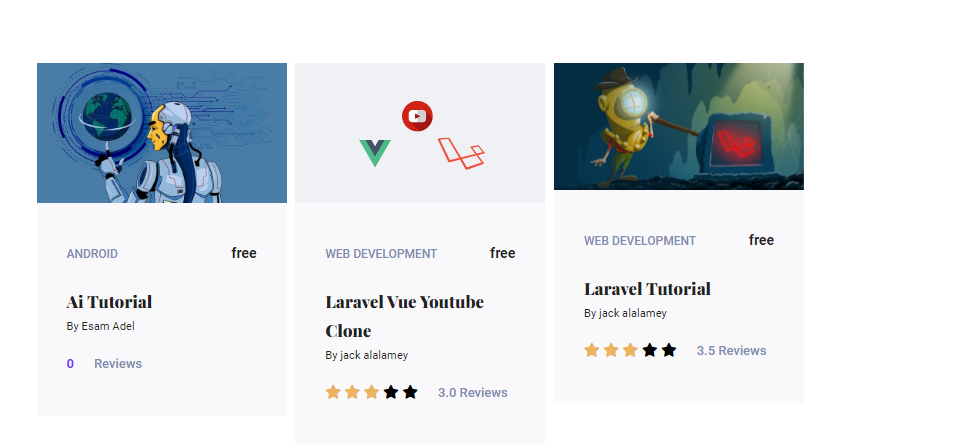 ANDROID free
Ai Tutorial
By Esam Adel
0 Reviews
WEB DEVELOPMENT free
Laravel Vue Youtube
Clone
By jack alalamey
3.0 Reviews
WEB DEVELOPMENT free
Laravel Tutorial
By jack alalamey
3.5 Reviews